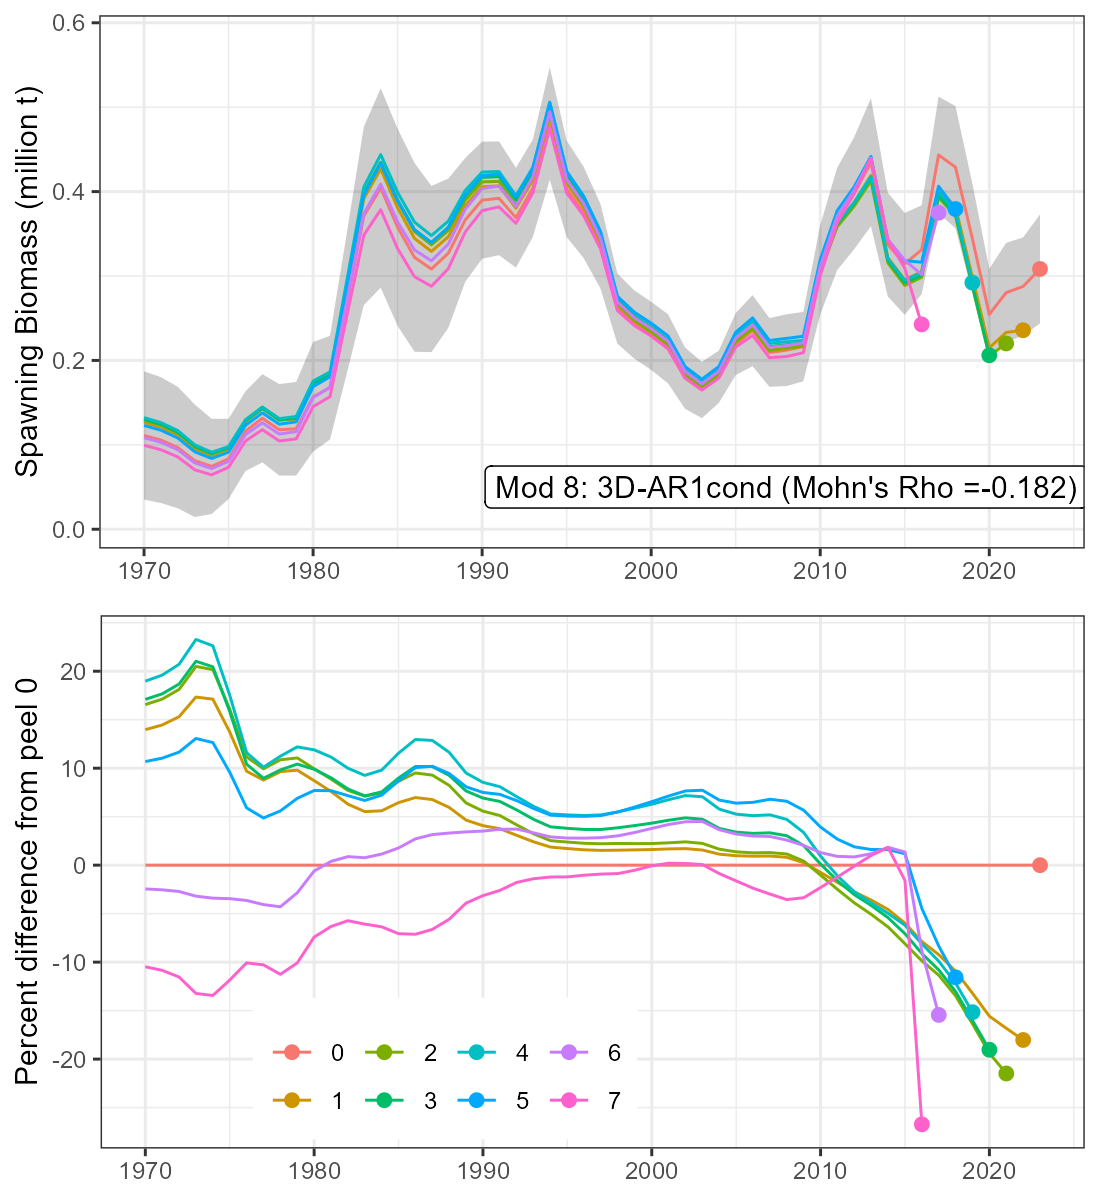 Spawning Biomass (million t)
0.6
0.4
0.2
0.0
Mod 8: 3D-AR1cond (Mohn's Rho =-0.182)
1970 1980 1990 2000 2010 2020
Percent difference from peel 0
20
10
0
-10
-20
0 2 4 6
1 3 5 7
1970 1980 1990 2000 2010 2020